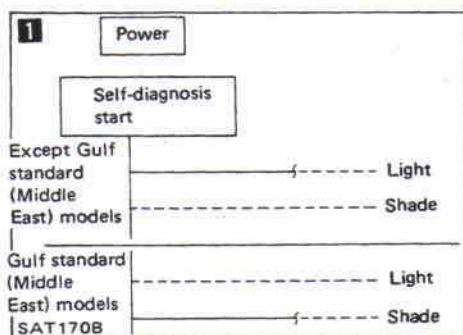 1
Power
Self-diagnosis
start
Except Gulf
standard
(Middle
East) models
Light
Shade
Gulf standard
(Middle
East) models
Light
Shade
SAT170B